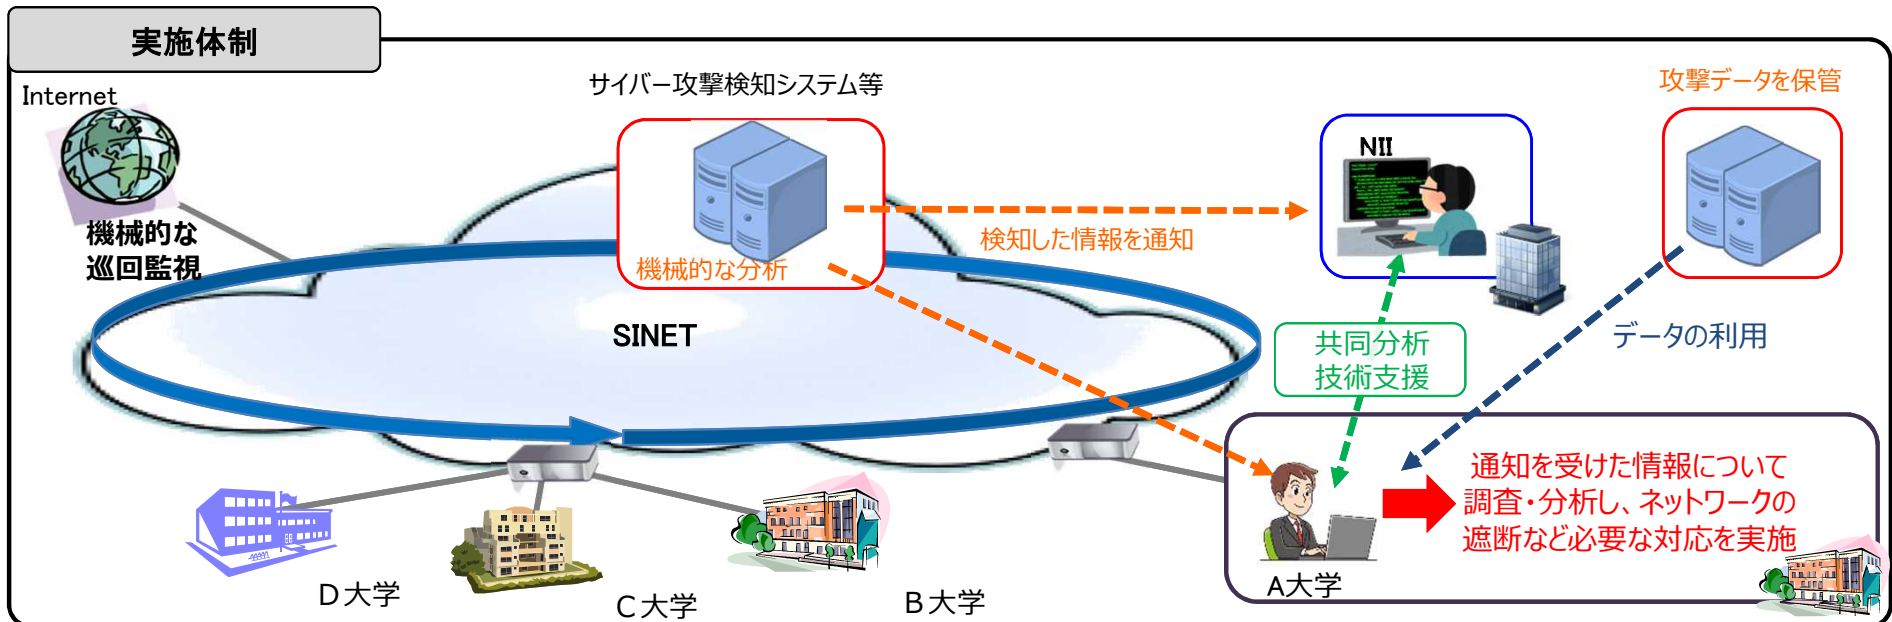 実施体制
Internet
機械的な
巡回監視
サイバー攻撃検知システム等
機械的な分析
検知した情報を通知
NII
攻撃データを保管
SINET
共同分析
技術支援
データの利用
通知を受けた情報について
調査・分析し、ネットワークの
遮断など必要な対応を実施
A大学
B大学
C大学
D大学